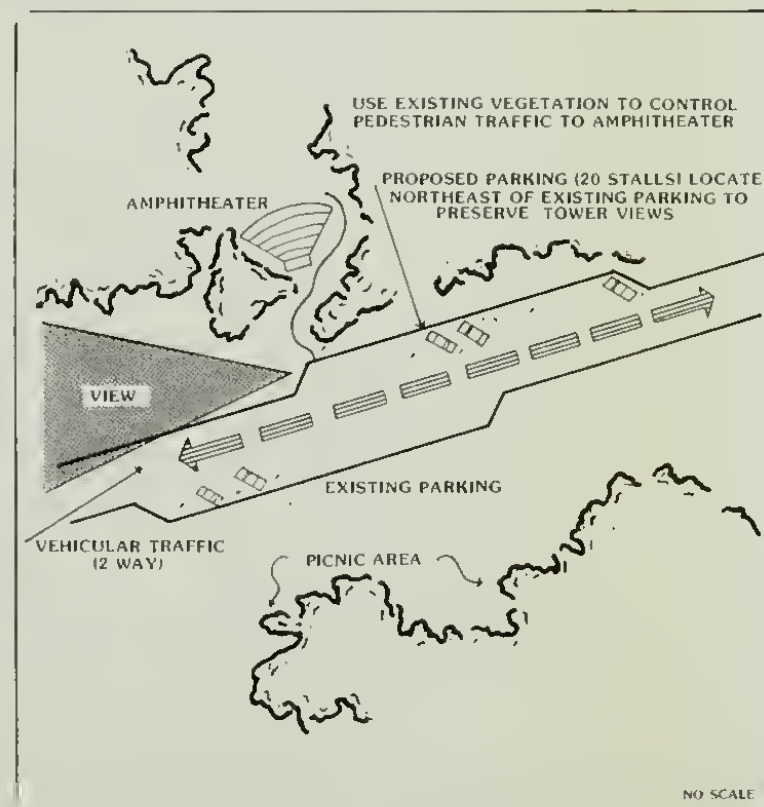 USE EXISTING VEGETATION TO CONTROL
PEDESTRIAN TRAFFIC TO AMPHITHEATER
PROPOSED PARKING (20 STALLS) LOCATE
NORTHEAST OF EXISTING PARKING TO
PRESERVE TOWER VIEWS
AMPHITHEATER
VIEW
EXISTING PARKING
VEHICULAR TRAFFIC
(2 WAY)
PICNIC AREA
NO SCALE